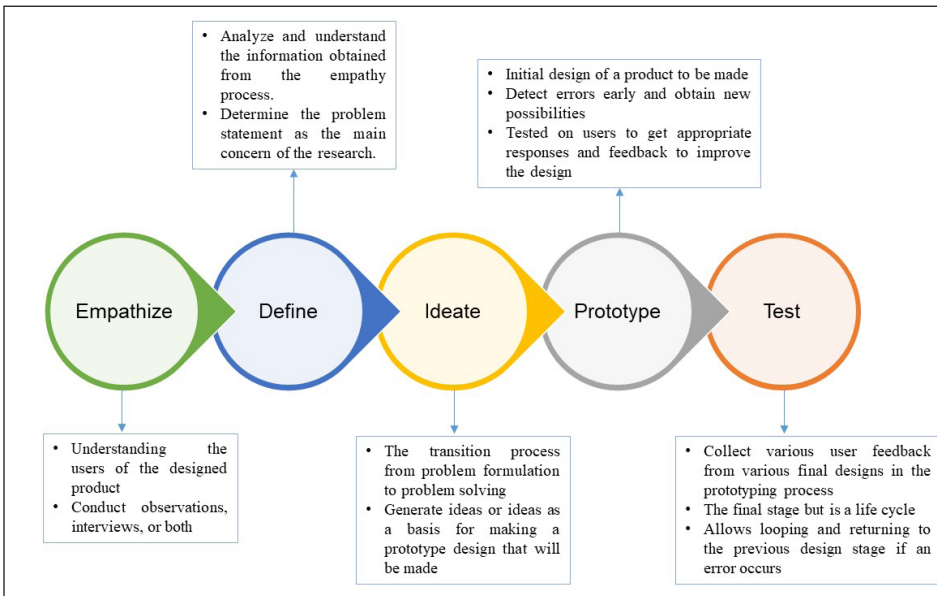 • Analyze and understand
the information obtained
from the empathy
process.
• Determine the problem
statement as the main
concern of the research.
• Initial design of a product to be made
• Detect errors early and obtain new
possibilities
• Tested on users to get appropriate
responses and feedback to improve
the design
Empathize
Define
Ideate
Prototype
Test
• Understanding the
users of the designed
product
• Conduct observations,
interviews, or both
• The transition process
from problem formulation
to problem solving
• Generate ideas or ideas as
a basis for making a
prototype design that will
be made
• Collect various user feedback
from various final designs in the
prototyping process
• The final stage but is a life cycle
• Allows looping and returning to
the previous design stage if an
error occurs